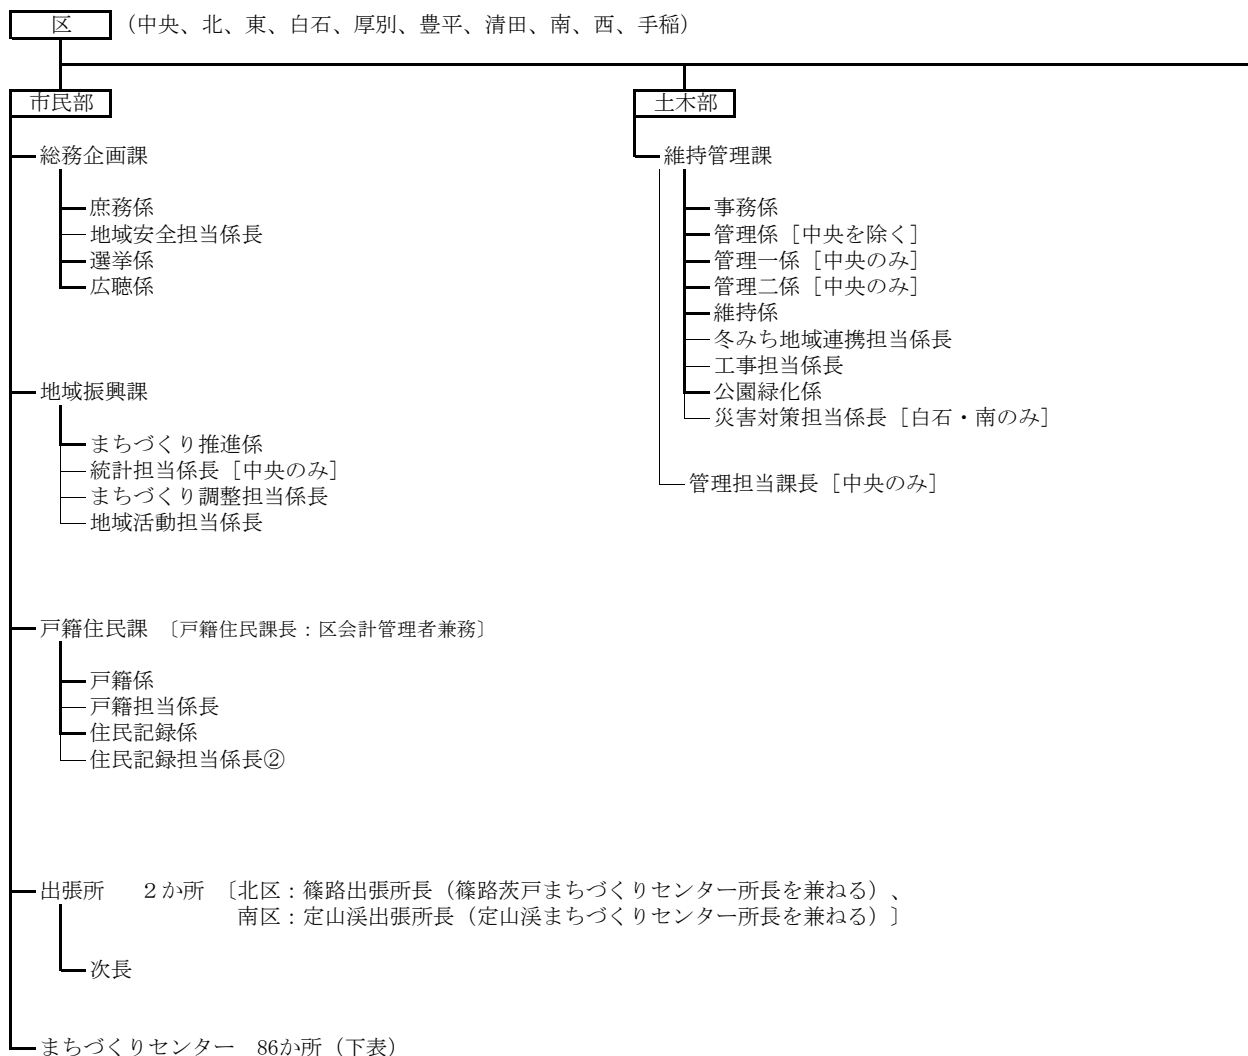 区 （中央、北、東、白石、厚別、豊平、清田、南、西、手稲）
市民部
総務企画課
庶務係
地域安全担当係長
選挙係
広聴係
地域振興課
まちづくり推進係
統計担当係長［中央のみ］
まちづくり調整担当係長
地域活動担当係長
戸籍住民課 〔戸籍住民課長：区会計管理者兼務〕
戸籍係
戸籍担当係長
住民記録係
住民記録担当係長②
出張所　２か所 〔北区：篠路出張所長（篠路茨戸まちづくりセンター所長を兼ねる）、
南区：定山渓出張所長（定山渓まちづくりセンター所長を兼ねる）〕
次長
まちづくりセンター　86か所（下表）
土木部
維持管理課
事務係
管理係［中央を除く］
管理一係［中央のみ］
管理二係［中央のみ］
維持係
冬みち地域連携担当係長
工事担当係長
公園緑化係
災害対策担当係長［白石・南のみ］
管理担当課長［中央のみ］